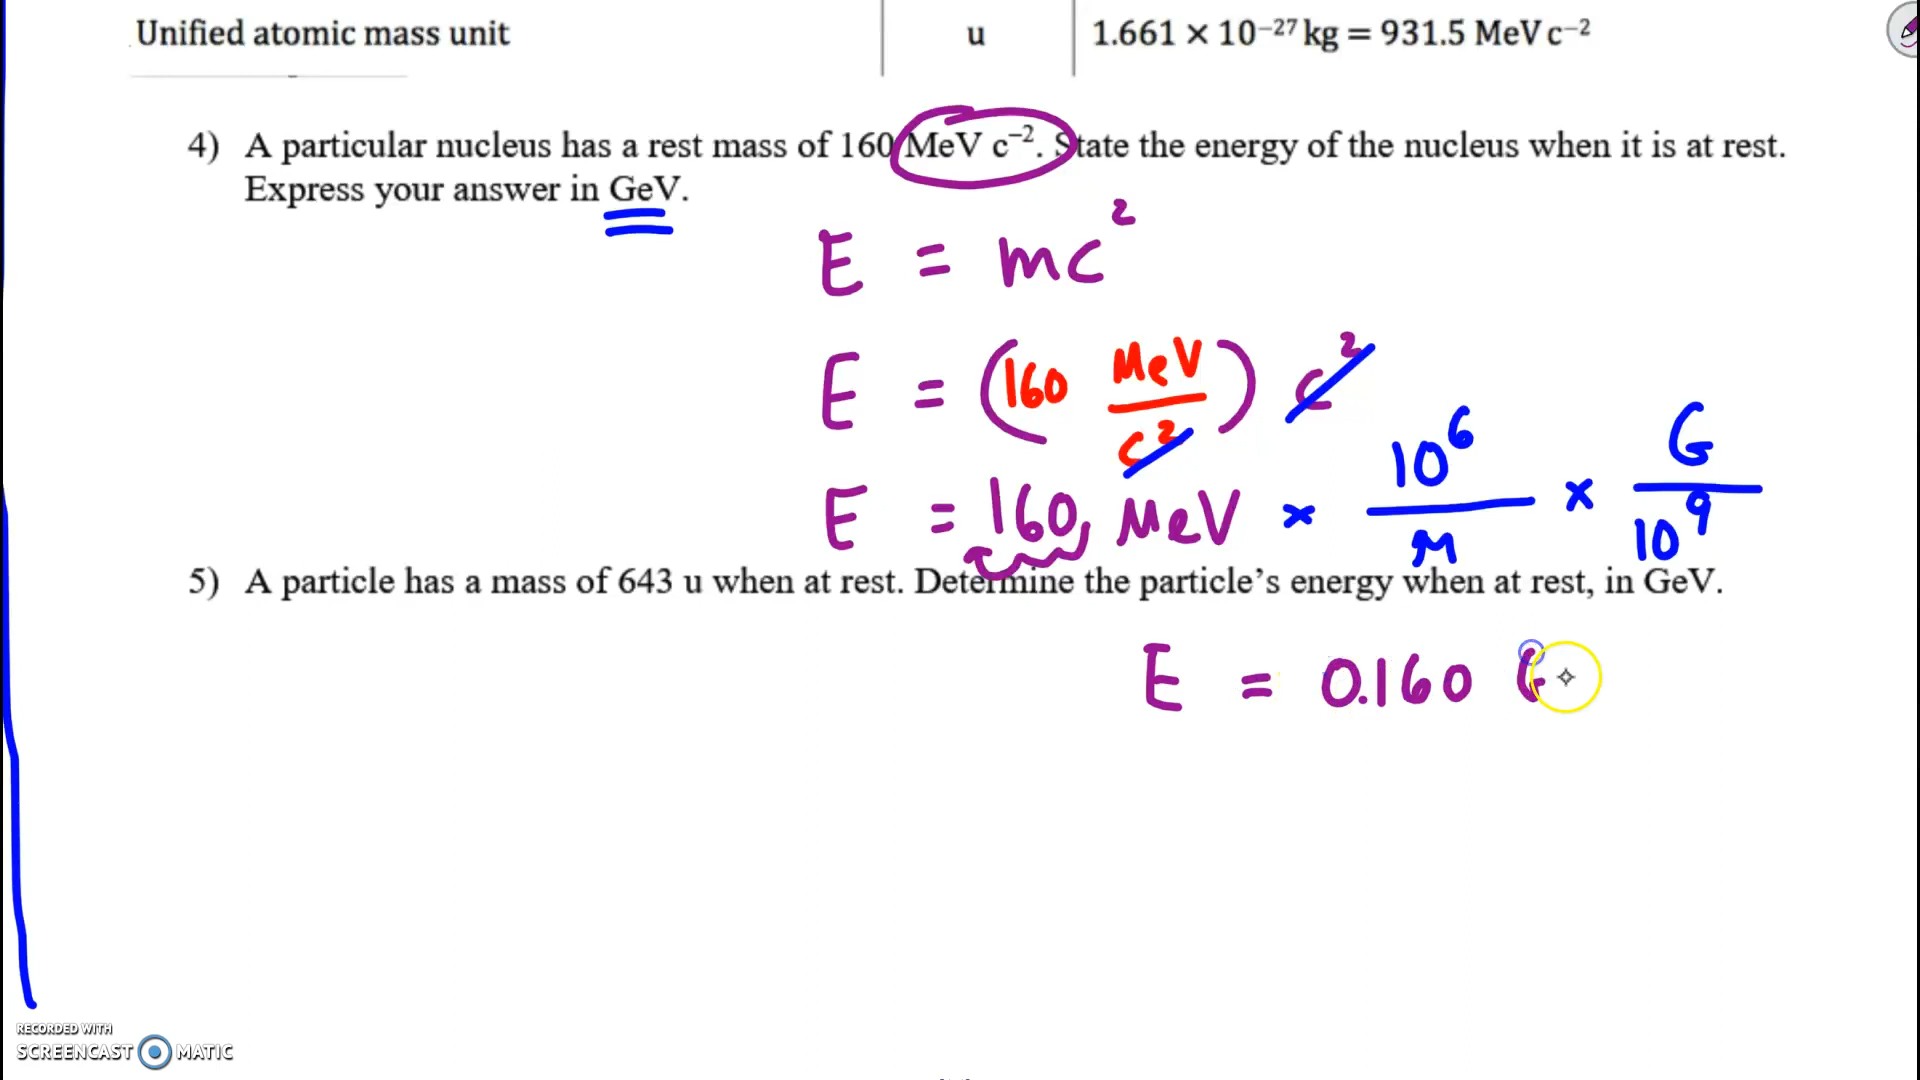 Unified atomic mass unit u 1.661 × 10⁻²⁷ kg = 931.5 MeV c⁻²
4) A particular nucleus has a rest mass of 160 MeV c⁻². State the energy of the nucleus when it is at rest.
Express your answer in GeV.
E = mc²
E = (160 MeV/c²) c²
E = 160. MeV × 10⁶/M × G/10⁹
5) A particle has a mass of 643 u when at rest. Determine the particle's energy when at rest, in GeV.
E = 0.160 G
RECORDED WITH
SCREENCAST MATIC